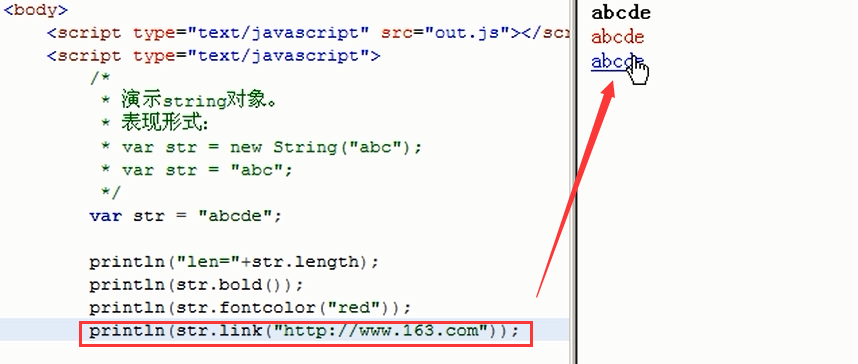 <body>
<script type="text/javascript" src="out.js"></scr
<script type="text/javascript">
/*
* 演示string对象。
* 表现形式:
* var str = new String("abc");
* var str = "abc";
*/
var str = "abcde";
println("len="+str.length);
println(str.bold());
println(str.fontcolor("red"));
println(str.link("http://www.163.com"));
abcde
abcde
abcde